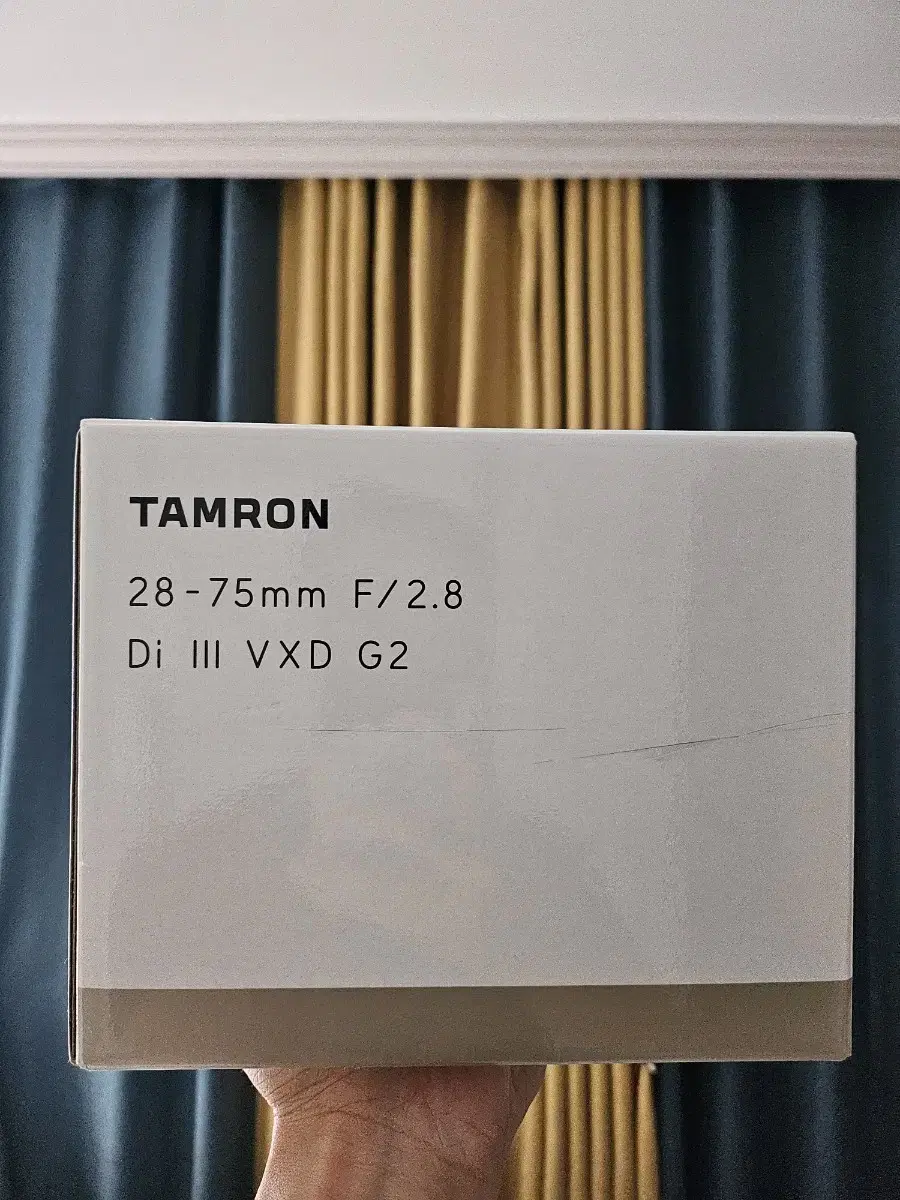 TAMRON
28-75mm F/2.8
Di III VXD G2